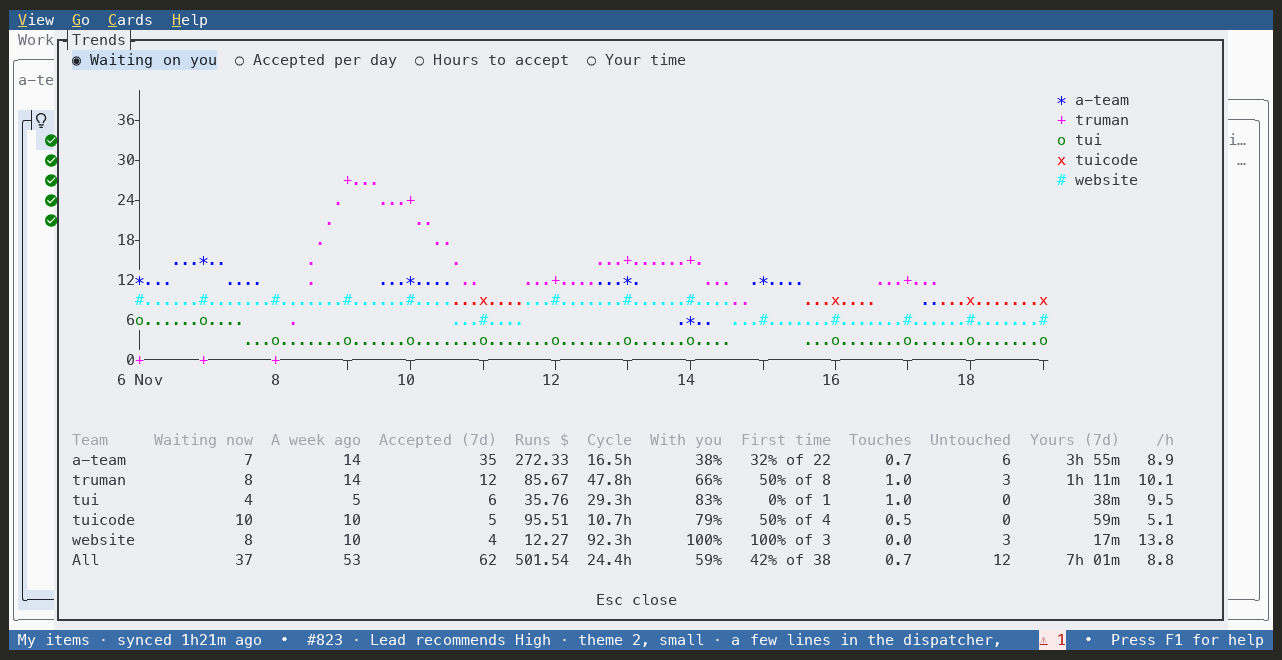 View Go Cards Help
Work Trends
◉ Waiting on you ○ Accepted per day ○ Hours to accept ○ Your time
a-te
* a-team
+ truman
o tui
x tuicode
# website
i…
…
36
30
24
18
12
6
0
6 Nov 8 10 12 14 16 18
Team Waiting now A week ago Accepted (7d) Runs $ Cycle With you First time Touches Untouched Yours (7d) /h
a-team 7 14 35 272.33 16.5h 38% 32% of 22 0.7 6 3h 55m 8.9
truman 8 14 12 85.67 47.8h 66% 50% of 8 1.0 3 1h 11m 10.1
tui 4 5 6 35.76 29.3h 83% 0% of 1 1.0 0 38m 9.5
tuicode 10 10 5 95.51 10.7h 79% 50% of 4 0.5 0 59m 5.1
website 8 10 4 12.27 92.3h 100% 100% of 3 0.0 3 17m 13.8
All 37 53 62 501.54 24.4h 59% 42% of 38 0.7 12 7h 01m 8.8
Esc close
My items · synced 1h21m ago • #823 · Lead recommends High · theme 2, small · a few lines in the dispatcher, ⚠ 1 • Press F1 for help